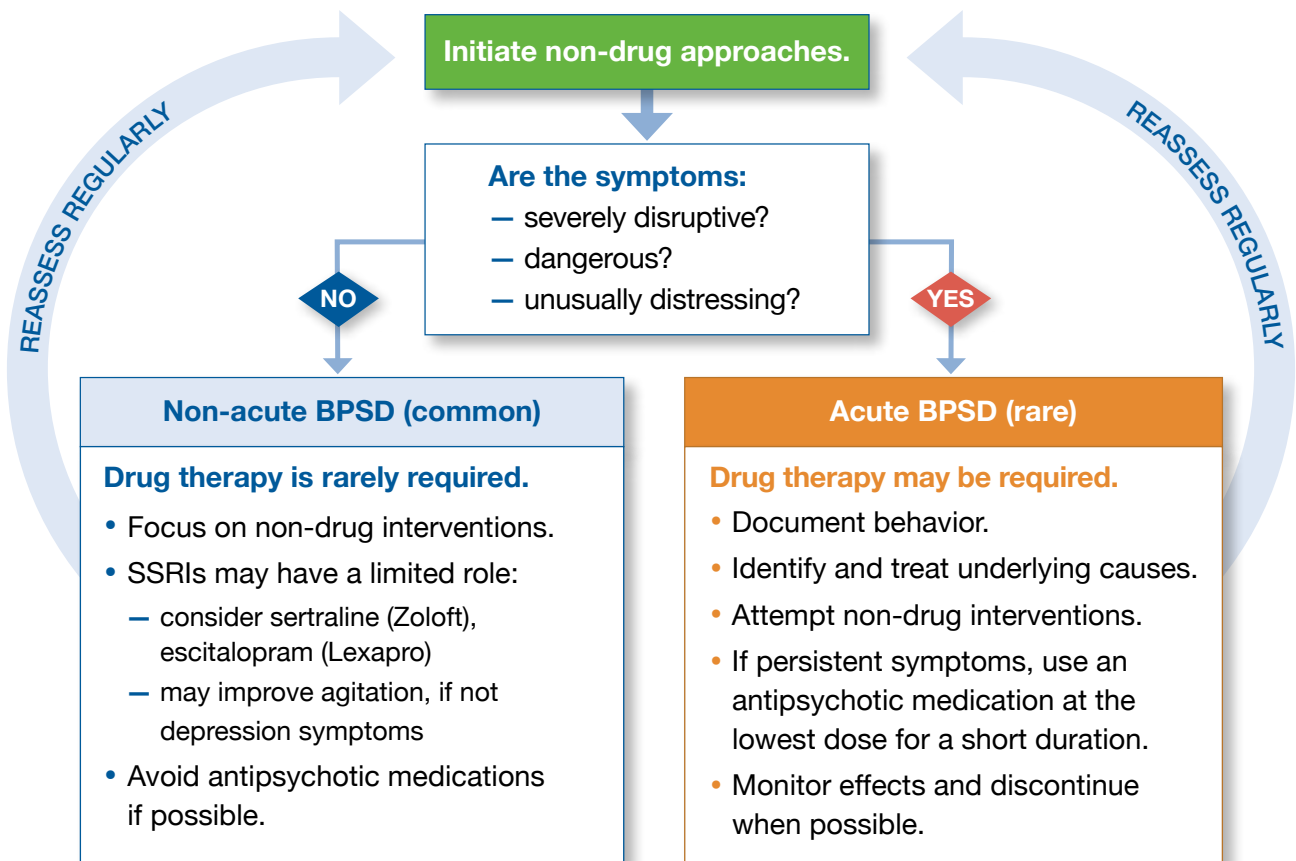 Initiate non-drug approaches.
REASSESS REGULARLY
REASSESS REGULARLY
Are the symptoms:
— severely disruptive?
— dangerous?
— unusually distressing?
NO
YES
Non-acute BPSD (common)
Drug therapy is rarely required.
• Focus on non-drug interventions.
• SSRIs may have a limited role:
— consider sertraline (Zoloft),
escitalopram (Lexapro)
— may improve agitation, if not
depression symptoms
• Avoid antipsychotic medications
if possible.
Acute BPSD (rare)
Drug therapy may be required.
• Document behavior.
• Identify and treat underlying causes.
• Attempt non-drug interventions.
• If persistent symptoms, use an
antipsychotic medication at the
lowest dose for a short duration.
• Monitor effects and discontinue
when possible.